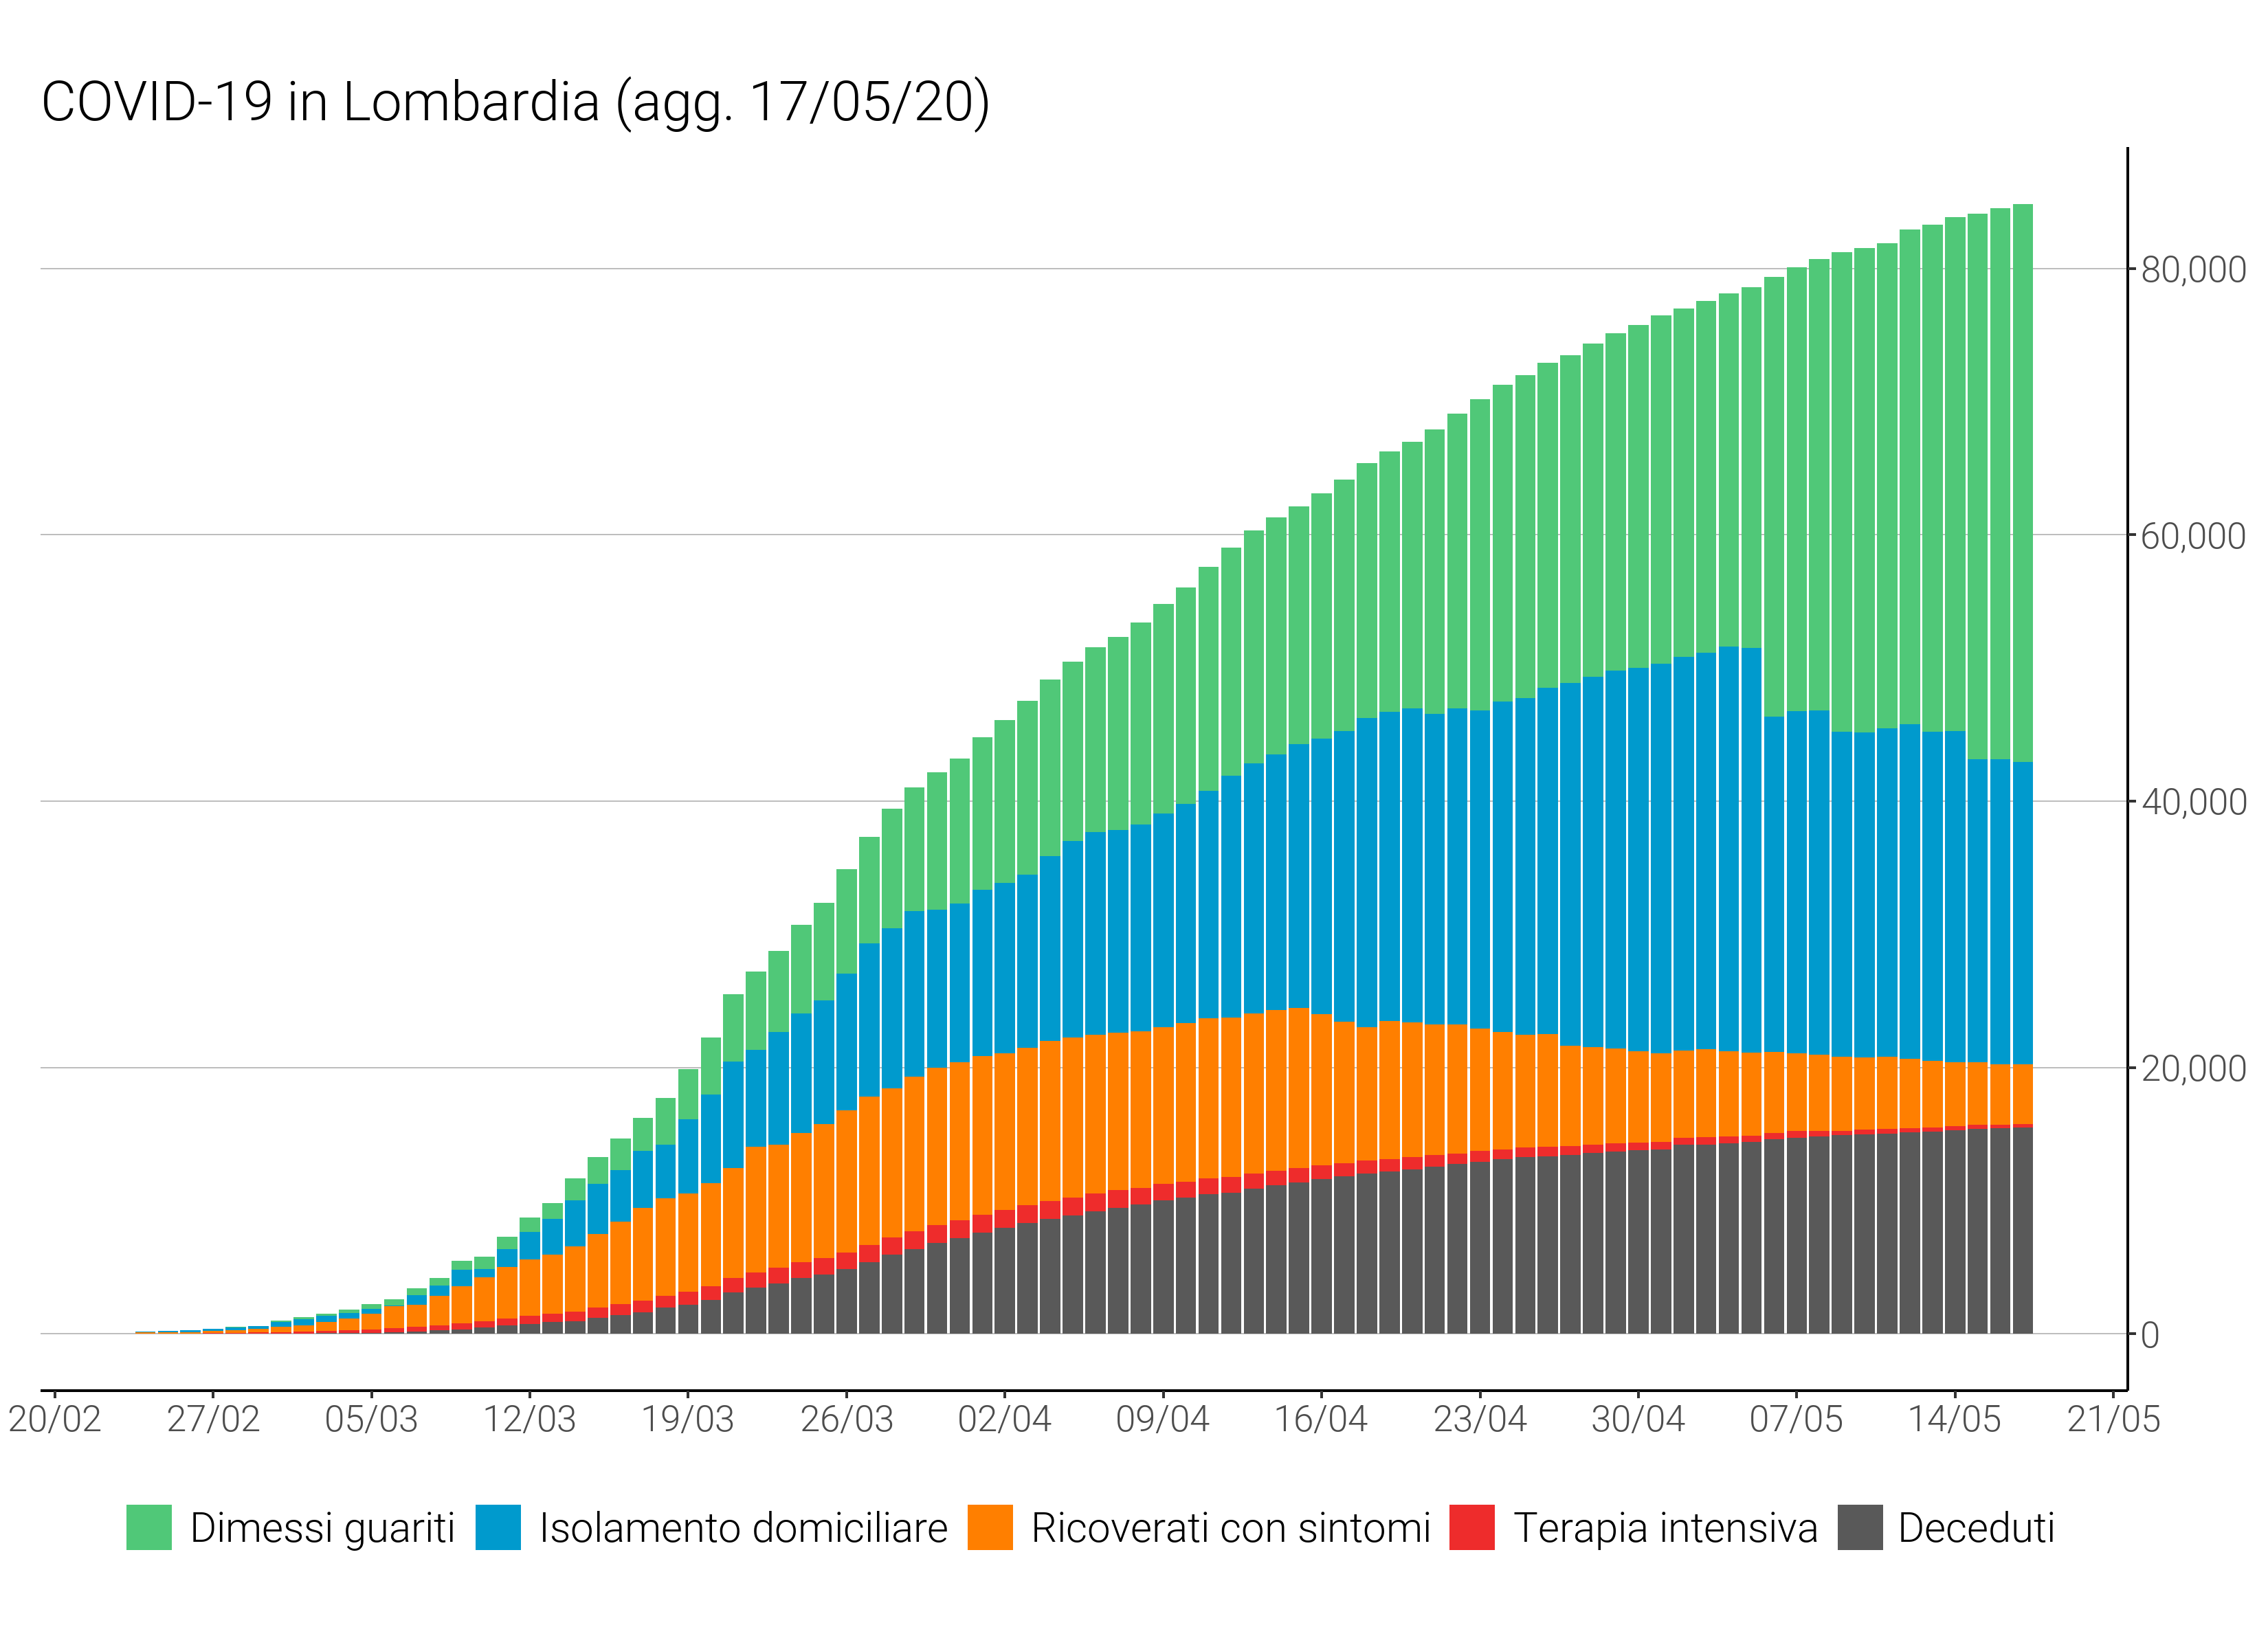 COVID-19 in Lombardia (agg. 17/05/20)
80,000
60,000
40,000
20,000
0
20/02 27/02 05/03 12/03 19/03 26/03 02/04 09/04 16/04 23/04 30/04 07/05 14/05 21/05
Dimessi guariti Isolamento domiciliare Ricoverati con sintomi Terapia intensiva Deceduti